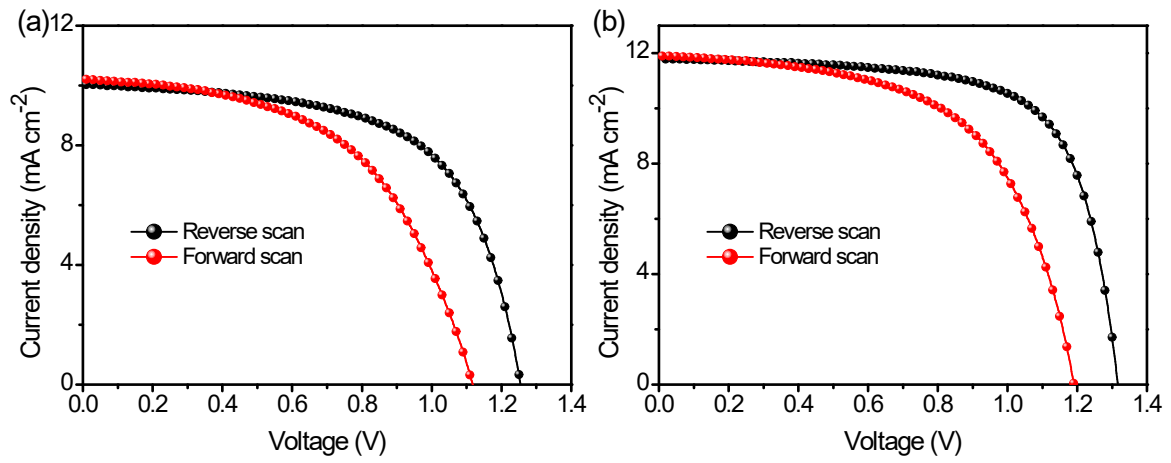 (a)
12
8
4
0
0.0 0.2 0.4 0.6 0.8 1.0 1.2 1.4
Voltage (V)
Current density (mA cm⁻²)
Reverse scan
Forward scan
(b)
12
8
4
0
0.0 0.2 0.4 0.6 0.8 1.0 1.2 1.4
Voltage (V)
Current density (mA cm⁻²)
Reverse scan
Forward scan